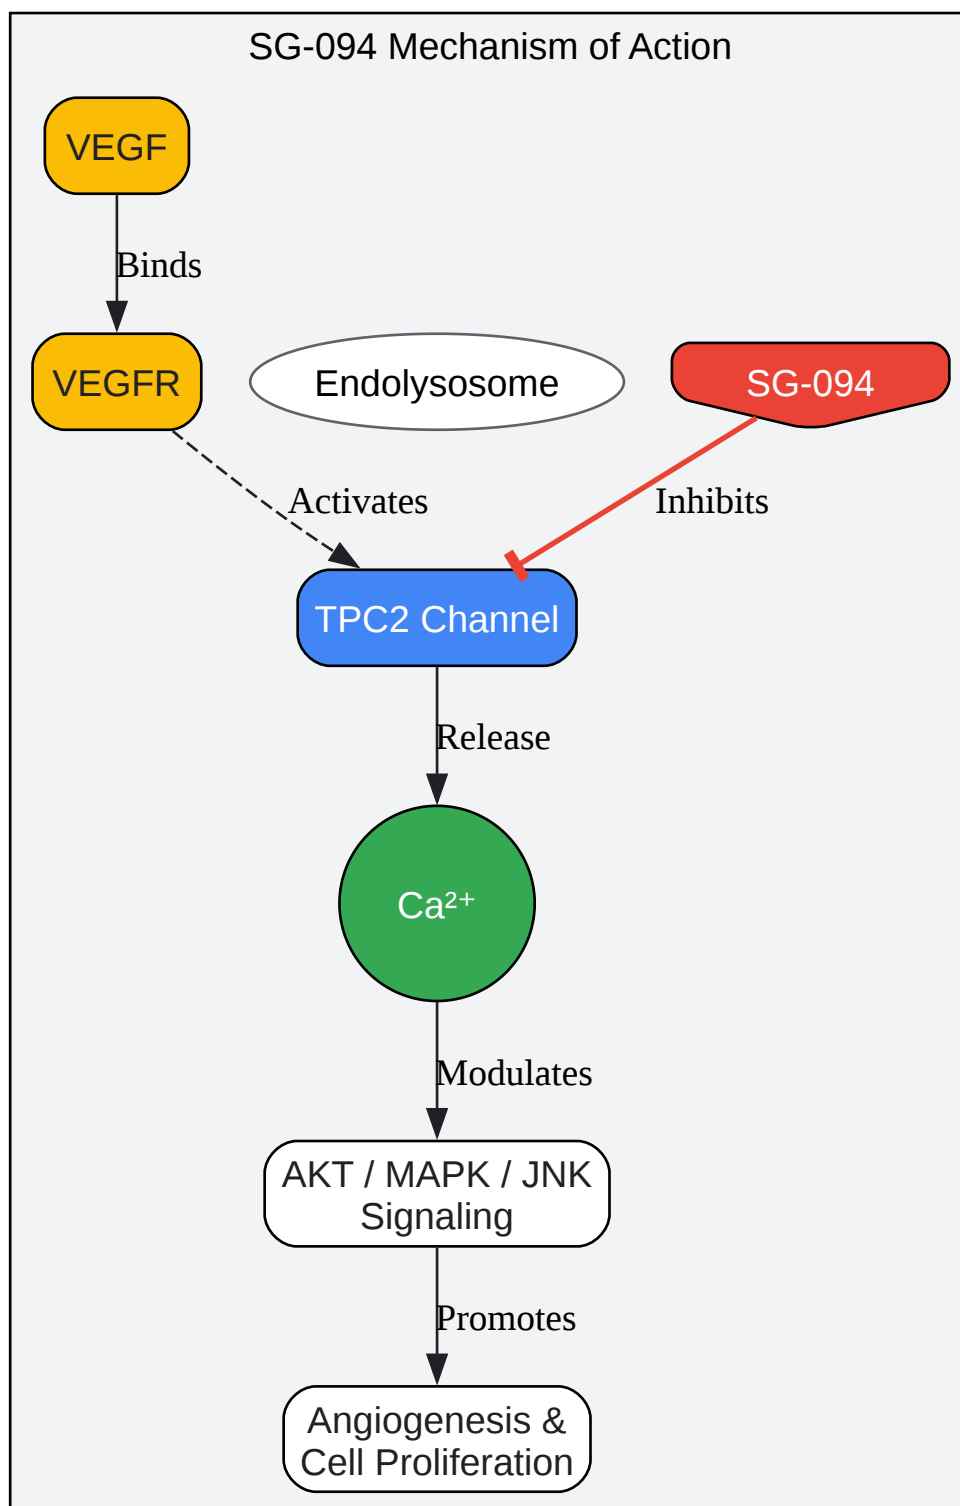 SG-094 Mechanism of Action
VEGF
Binds
VEGFR
Endolysosome
SG-094
Activates
Inhibits
TPC2 Channel
Release
Ca²⁺
Modulates
AKT / MAPK / JNK
Signaling
Promotes
Angiogenesis &
Cell Proliferation